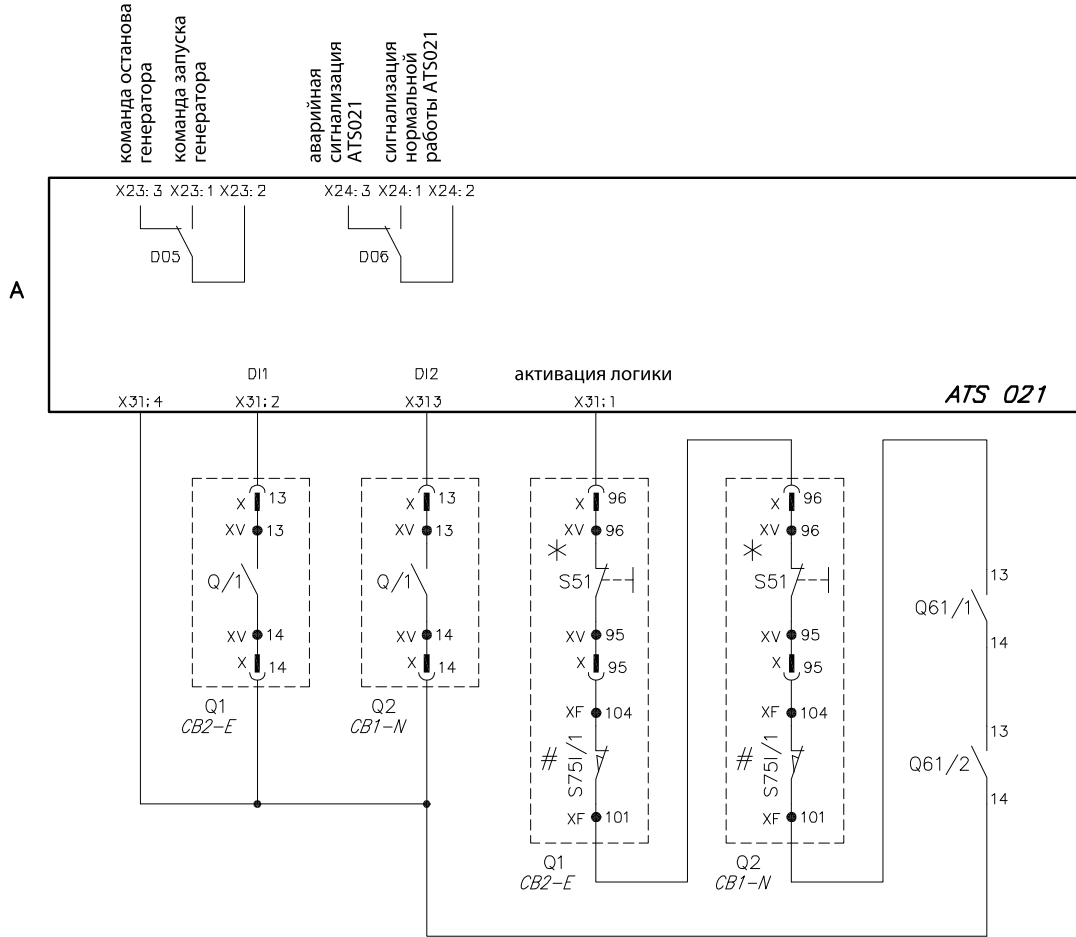 команда останова
генератора
команда запуска
генератора
аварийная
сигнализация
ATS021
сигнализация
нормальной
работы ATS021
X23:3 X23:1 X23:2
X24:3 X24:1 X24:2
D05
D06
A
DI1
DI2
активация логики
ATS 021
X31:4
X31:2
X313
X31:1
X 13
X 13
X 96
X 96
XV 13
XV 13
XV 96
XV 96
*
*
Q/1
Q/1
S51
S51
13
Q61/1
14
XV 14
XV 14
XV 95
XV 95
X 14
X 14
X 95
X 95
Q1
CB2-E
Q2
CB1-N
XF 104
XF 104
# S75I/1
# S75I/1
13
Q61/2
14
XF 101
XF 101
Q1
CB2-E
Q2
CB1-N